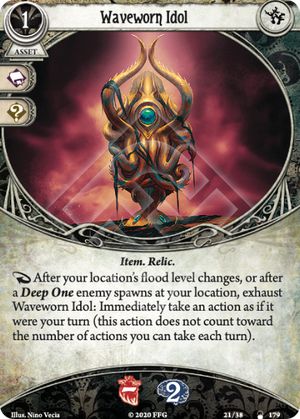 Waveworn Idol
1
ASSET
Item. Relic.
After your location's flood level changes, or after
a Deep One enemy spawns at your location, exhaust
Waveworn Idol: Immediately take an action as if it
were your turn (this action does not count toward
the number of actions you can take each turn).
2
Illus. Nino Vecia © 2020 FFG 21/38 179